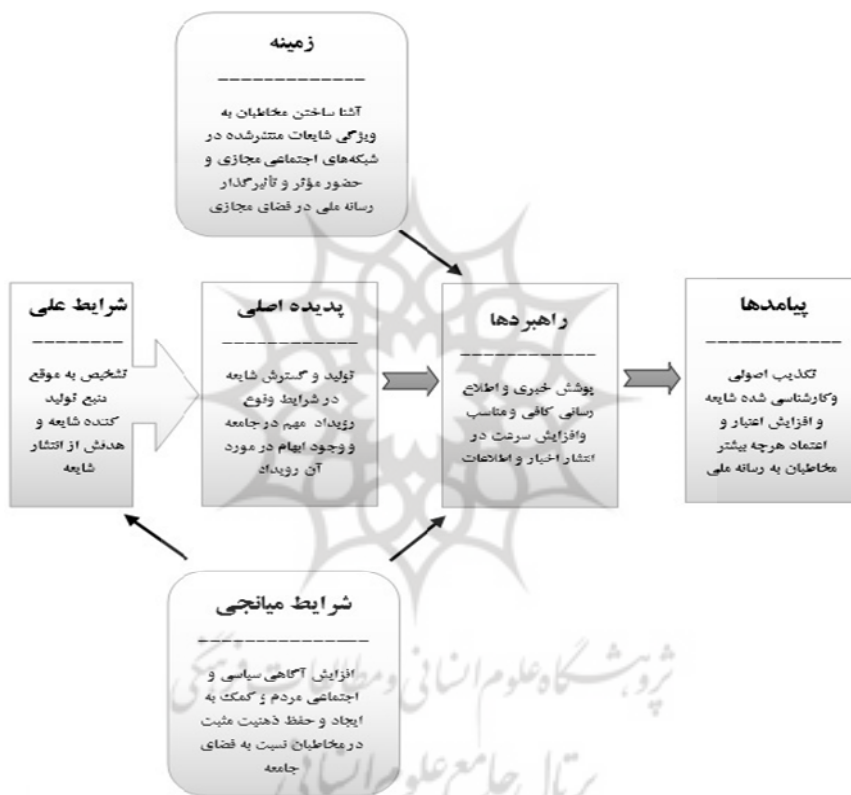 زمینه
-------------
آشنا ساختن مخاطبان به
ویژگی شایعات منتشرشده در
شبکه‌های اجتماعی مجازی و
حضور مؤثر و تأثیرگذار
رسانه ملی در فضای مجازی
شرایط علی
--------
تشخیص به موقع
منبع تولید
کننده شایعه و
هدفش از انتشار
شایعه
پدیده اصلی
------------
تولید و گسترش شایعه
در شرایط وقوع
رویداد مهم در جامعه
و وجود ابهام در مورد
آن رویداد
راهبردها
------------
پوشش خبری و اطلاع
رسانی کافی و مناسب
وافزایش سرعت در
انتشار اخبار و اطلاعات
پیامدها
------------
تکذیب اصولی
وکارشناسی شده شایعه
و افزایش اعتبار و
اعتماد هرچه بیشتر
مخاطبان به رسانه ملی
شرایط میانجی
---------------
افزایش آگاهی سیاسی و
اجتماعی مردم و کمک به
ایجاد و حفظ ذهنیت مثبت
در مخاطبان نسبت به فضای
جامعه
پژوهشگاه علوم انسانی و مطالعات فرهنگی
پرتال جامع علوم انسانی